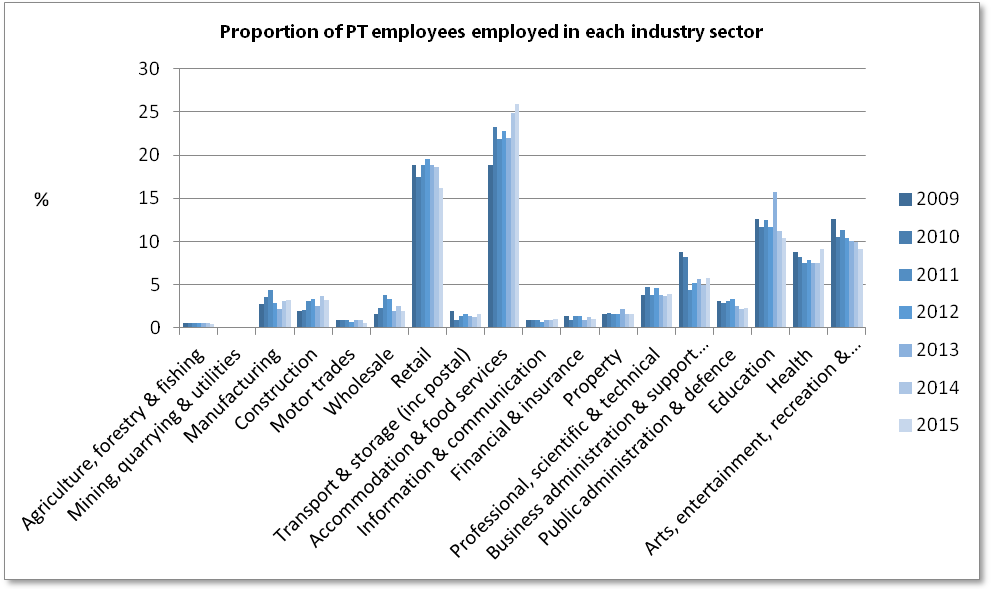 Proportion of PT employees employed in each industry sector
30
25
20
15
10
5
0
%
2009
2010
2011
2012
2013
2014
2015
Agriculture, forestry & fishing
Mining, quarrying & utilities
Manufacturing
Construction
Motor trades
Wholesale
Retail
Transport & storage (inc postal)
Accommodation & food services
Information & communication
Financial & insurance
Property
Professional, scientific & technical
Business administration & support...
Public administration & defence
Education
Health
Arts, entertainment, recreation &...